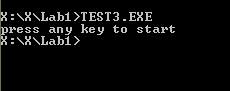 X:\X\Lab1>TEST3.EXE
press any key to start
X:\X\Lab1>